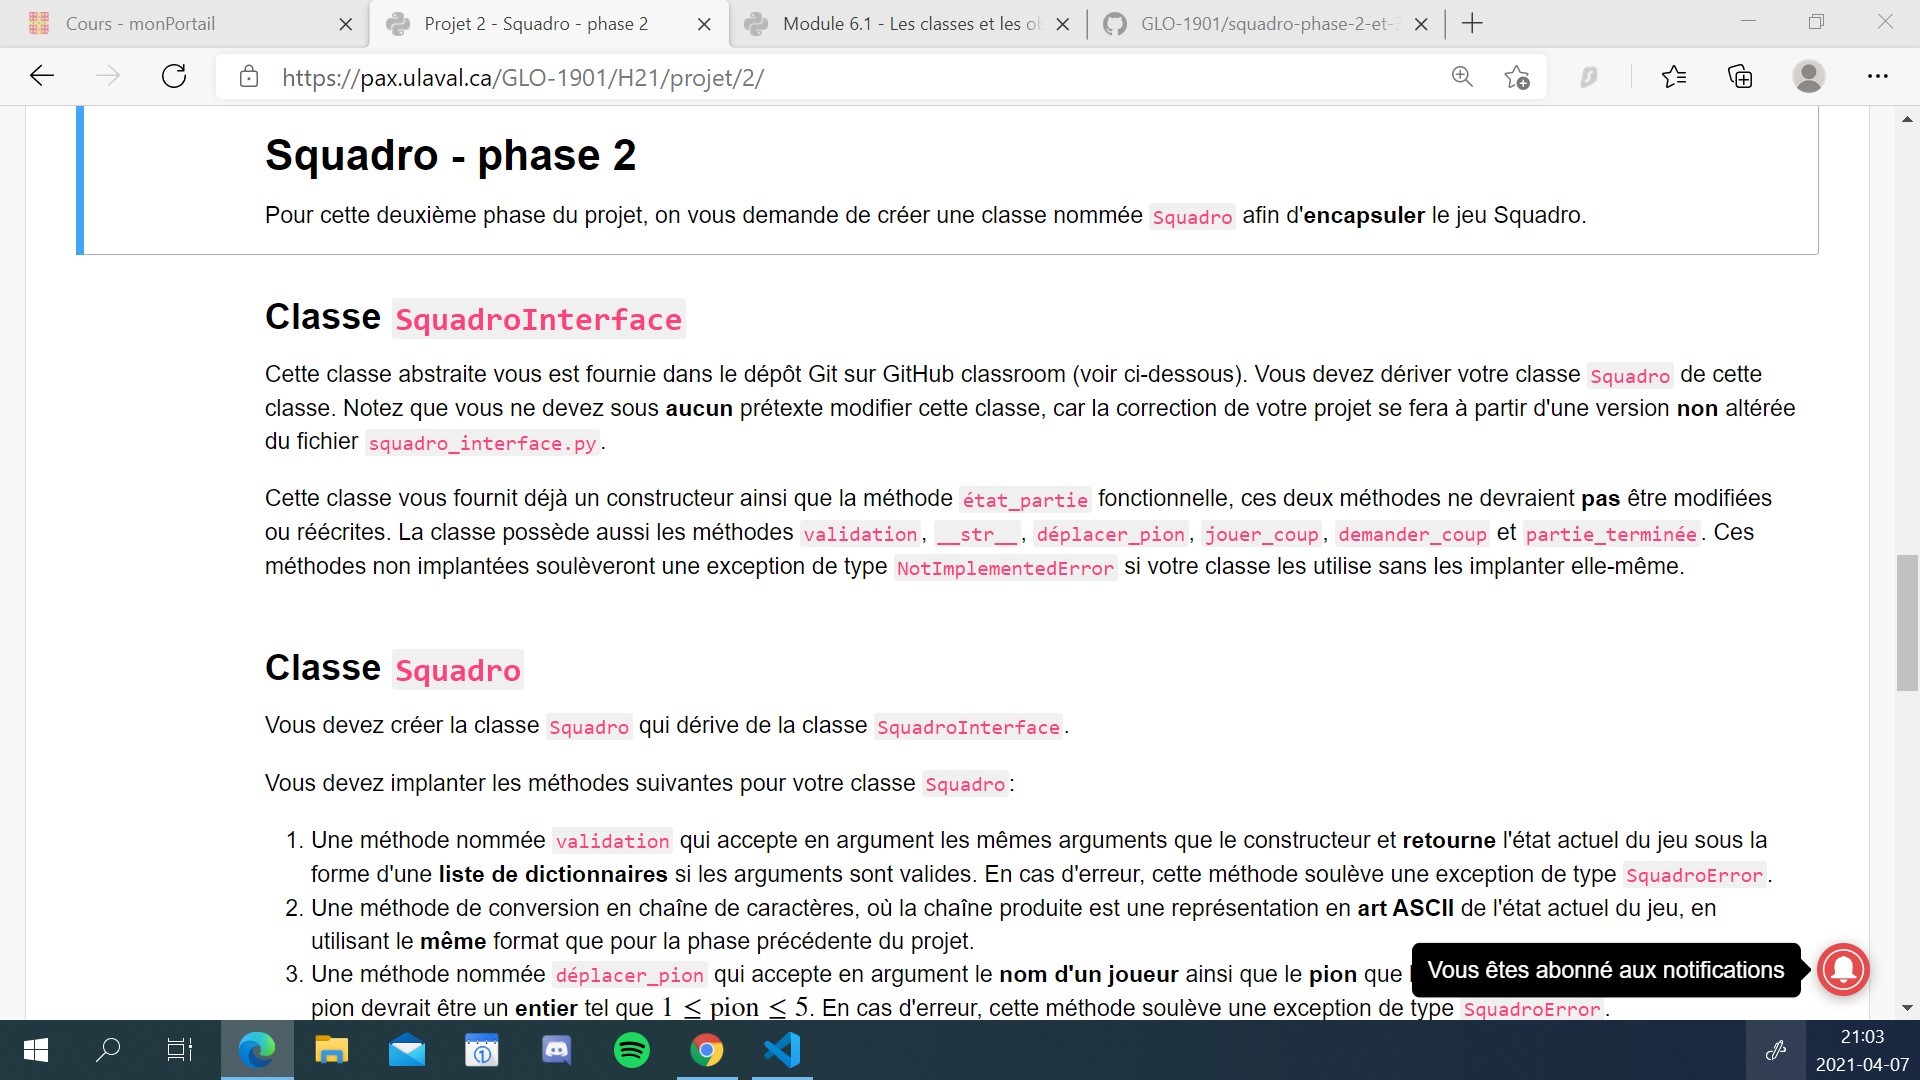 Cours - monPortail
Projet 2 - Squadro - phase 2
Module 6.1 - Les classes et les ob
GLO-1901/squadro-phase-2-et-3
https://pax.ulaval.ca/GLO-1901/H21/projet/2/
Squadro - phase 2
Pour cette deuxième phase du projet, on vous demande de créer une classe nommée Squadro afin d'encapsuler le jeu Squadro.
Classe SquadroInterface
Cette classe abstraite vous est fournie dans le dépôt Git sur GitHub classroom (voir ci-dessous). Vous devez dériver votre classe Squadro de cette
classe. Notez que vous ne devez sous aucun prétexte modifier cette classe, car la correction de votre projet se fera à partir d'une version non altérée
du fichier squadro_interface.py.
Cette classe vous fournit déjà un constructeur ainsi que la méthode état_partie fonctionnelle, ces deux méthodes ne devraient pas être modifiées
ou réécrites. La classe possède aussi les méthodes validation, __str__, déplacer_pion, jouer_coup, demander_coup et partie_terminée. Ces
méthodes non implantées soulèveront une exception de type NotImplementedError si votre classe les utilise sans les implanter elle-même.
Classe Squadro
Vous devez créer la classe Squadro qui dérive de la classe SquadroInterface.
Vous devez implanter les méthodes suivantes pour votre classe Squadro:
1. Une méthode nommée validation qui accepte en argument les mêmes arguments que le constructeur et retourne l'état actuel du jeu sous la
forme d'une liste de dictionnaires si les arguments sont valides. En cas d'erreur, cette méthode soulève une exception de type SquadroError.
2. Une méthode de conversion en chaîne de caractères, où la chaîne produite est une représentation en art ASCII de l'état actuel du jeu, en
utilisant le même format que pour la phase précédente du projet.
3. Une méthode nommée déplacer_pion qui accepte en argument le nom d'un joueur ainsi que le pion que
Vous êtes abonné aux notifications
pion devrait être un entier tel que 1 ≤ pion ≤ 5. En cas d'erreur, cette méthode soulève une exception de type SquadroError.
21:03
2021-04-07